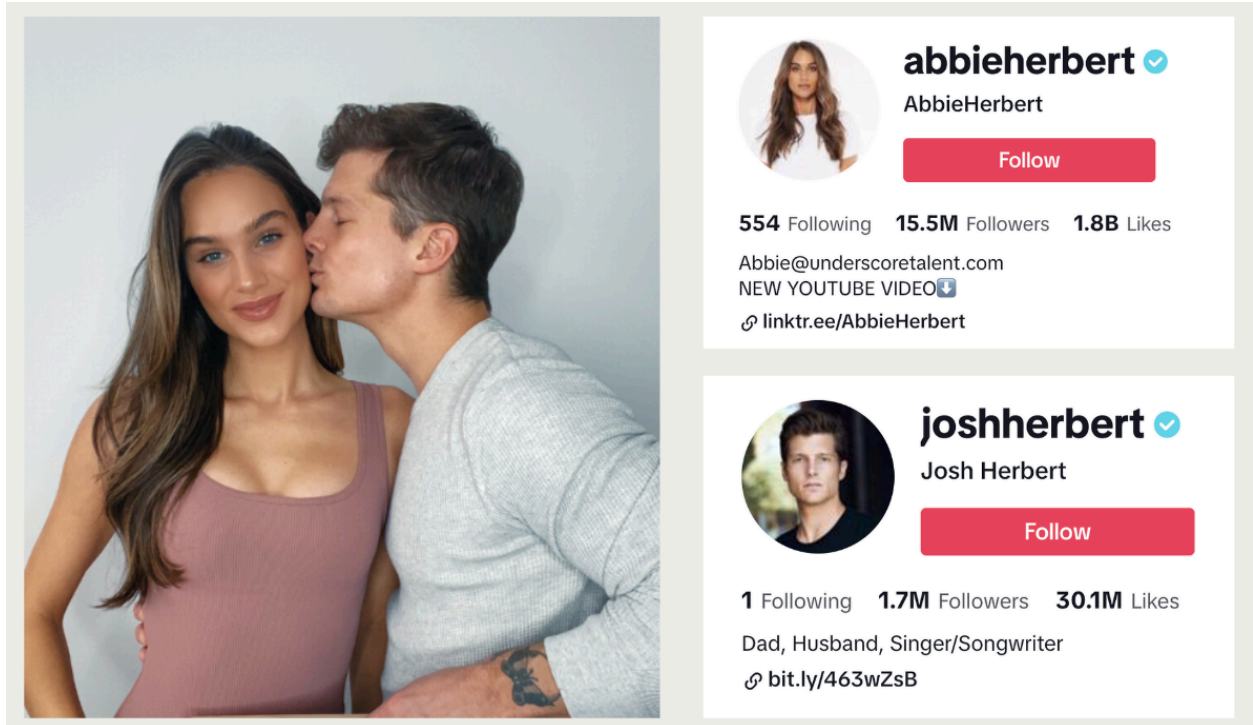 abbieherbert
AbbieHerbert
Follow
554 Following 15.5M Followers 1.8B Likes
Abbie@underscoretalent.com
NEW YOUTUBE VIDEO⬇️
linktr.ee/AbbieHerbert
joshherbert
Josh Herbert
Follow
1 Following 1.7M Followers 30.1M Likes
Dad, Husband, Singer/Songwriter
bit.ly/463wZsB